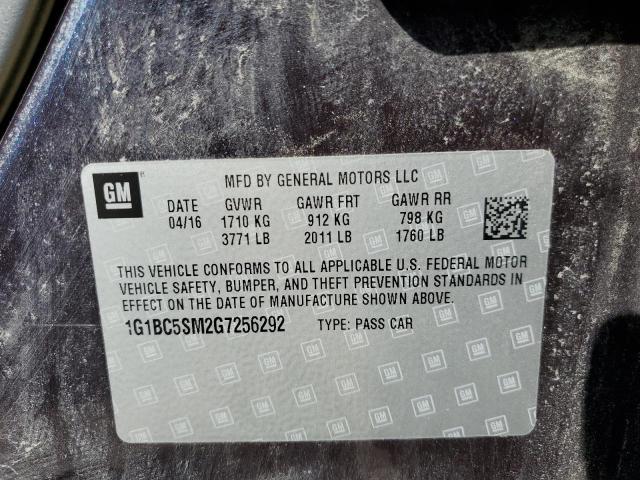 GM
MFD BY GENERAL MOTORS LLC
DATE GVWR GAWR FRT GAWR RR
04/16 1710 KG 912 KG 798 KG
3771 LB 2011 LB 1760 LB
THIS VEHICLE CONFORMS TO ALL APPLICABLE U.S. FEDERAL MOTOR
VEHICLE SAFETY, BUMPER, AND THEFT PREVENTION STANDARDS IN
EFFECT ON THE DATE OF MANUFACTURE SHOWN ABOVE.
1G1BC5SM2G7256292 TYPE: PASS CAR